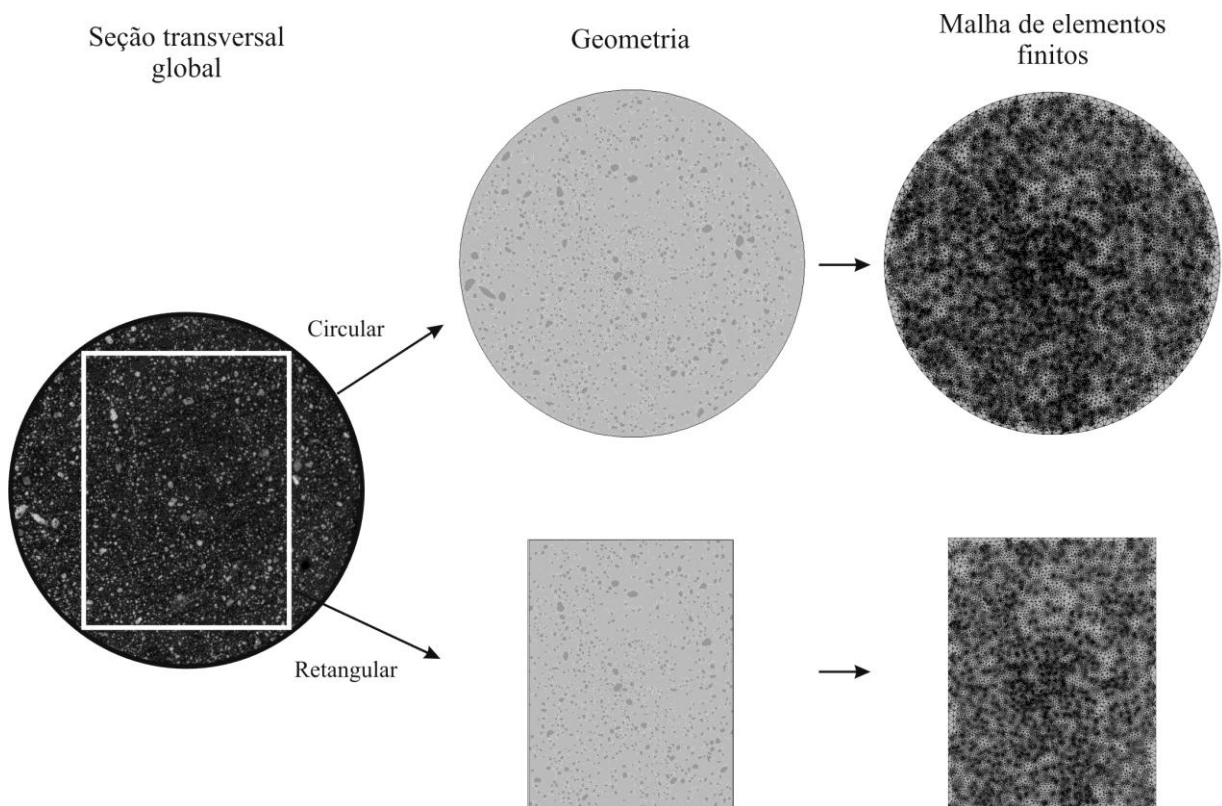 Seção transversal
global
Geometria
Malha de elementos
finitos
Circular
Retangular